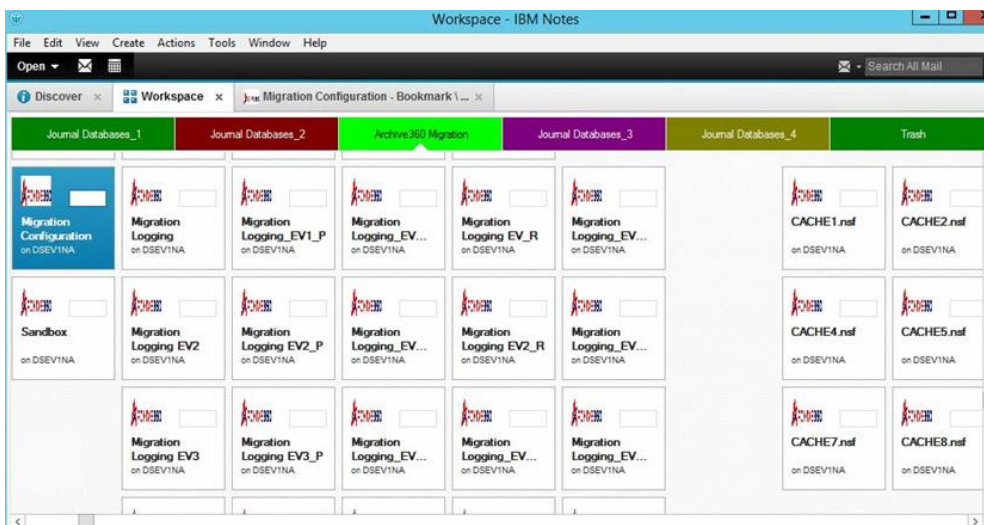 Workspace - IBM Notes
File Edit View Create Actions Tools Window Help
Open
Search All Mail
Discover × Workspace × Migration Configuration - Bookmark \ ... ×
Journal Databases_1 Journal Databases_2 Archive360 Migration Journal Databases_3 Journal Databases_4 Trash
Migration Configuration on DSEV1NA
Migration Logging on DSEV1NA
Migration Logging_EV1_P on DSEV1NA
Migration Logging_EV... on DSEV1NA
Migration Logging EV_R on DSEV1NA
Migration Logging_EV... on DSEV1NA
CACHE1.nsf on DSEV1NA
CACHE2.nsf on DSEV1NA
Sandbox on DSEV1NA
Migration Logging EV2 on DSEV1NA
Migration Logging EV2_P on DSEV1NA
Migration Logging_EV... on DSEV1NA
Migration Logging EV2_R on DSEV1NA
Migration Logging_EV... on DSEV1NA
CACHE4.nsf on DSEV1NA
CACHE5.nsf on DSEV1NA
Migration Logging EV3 on DSEV1NA
Migration Logging EV3_P on DSEV1NA
Migration Logging_EV... on DSEV1NA
Migration Logging_EV... on DSEV1NA
Migration Logging_EV... on DSEV1NA
CACHE7.nsf on DSEV1NA
CACHE8.nsf on DSEV1NA